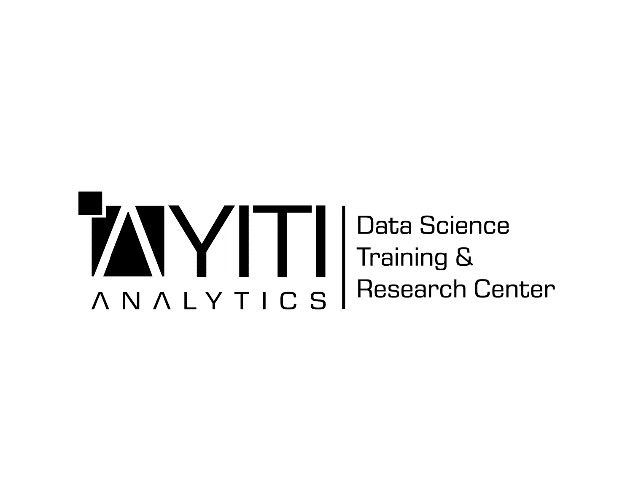 AYITI
ANALYTICS
Data Science
Training &
Research Center